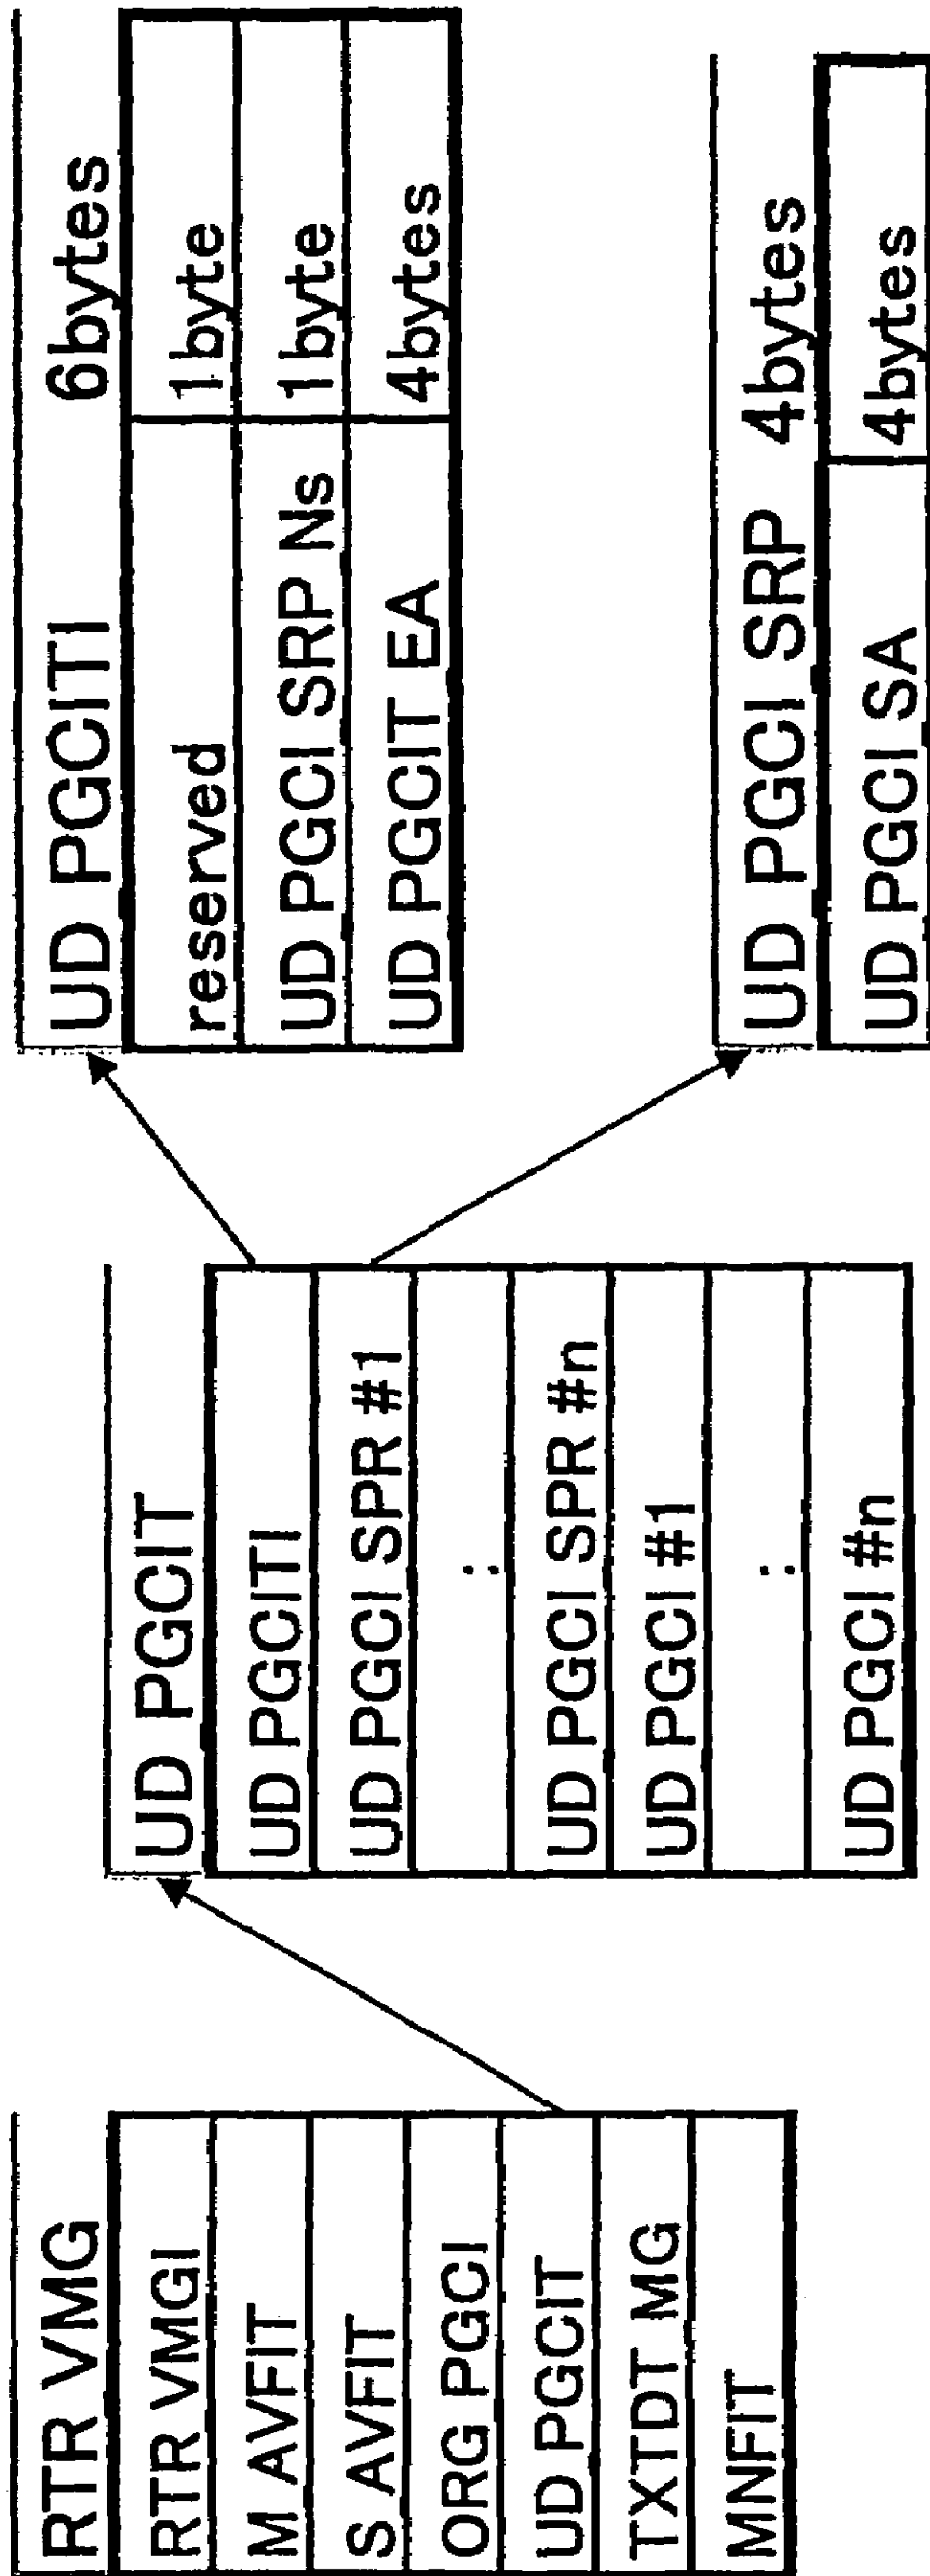 RTR VMG
RTR VMGI
M AVFIT
S AVFIT
ORG PGCI
UD PGCIT
TXTDT MG
MNFIT
UD PGCIT
UD PGCITI
UD PGCI SPR #1
:
UD PGCI SPR #n
UD PGCI #1
:
UD PGCI #n
UD PGCITI 6bytes
reserved 1byte
UD PGCI SRP Ns 1byte
UD PGCIT EA 4bytes
UD PGCI SRP 4bytes
UD PGCI SA 4bytes